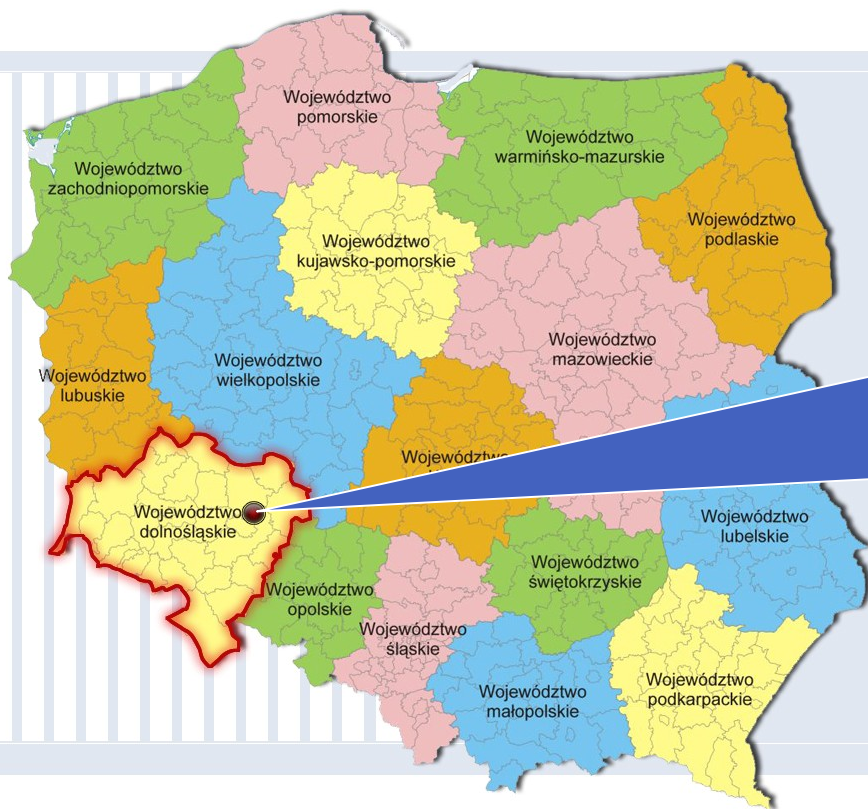 Województwo
pomorskie
Województwo
warmińsko-mazurskie
Województwo
zachodniopomorskie
Województwo
podlaskie
Województwo
kujawsko-pomorskie
Województwo
mazowieckie
Województwo
wielkopolskie
Województwo
lubuskie
Województwo
Województwo
dolnośląskie
Województwo
lubelskie
Województwo
świętokrzyskie
Województwo
opolskie
Województwo
śląskie
Województwo
podkarpackie
Województwo
małopolskie